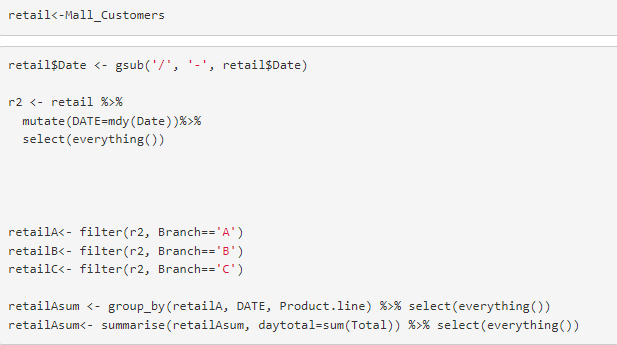 retail<-Mall_Customers
retail$Date <- gsub('/', '-', retail$Date)
r2 <- retail %>%
  mutate(DATE=mdy(Date))%>%
  select(everything())
retailA<- filter(r2, Branch=='A')
retailB<- filter(r2, Branch=='B')
retailC<- filter(r2, Branch=='C')
retailAsum <- group_by(retailA, DATE, Product.line) %>% select(everything())
retailAsum<- summarise(retailAsum, daytotal=sum(Total)) %>% select(everything())